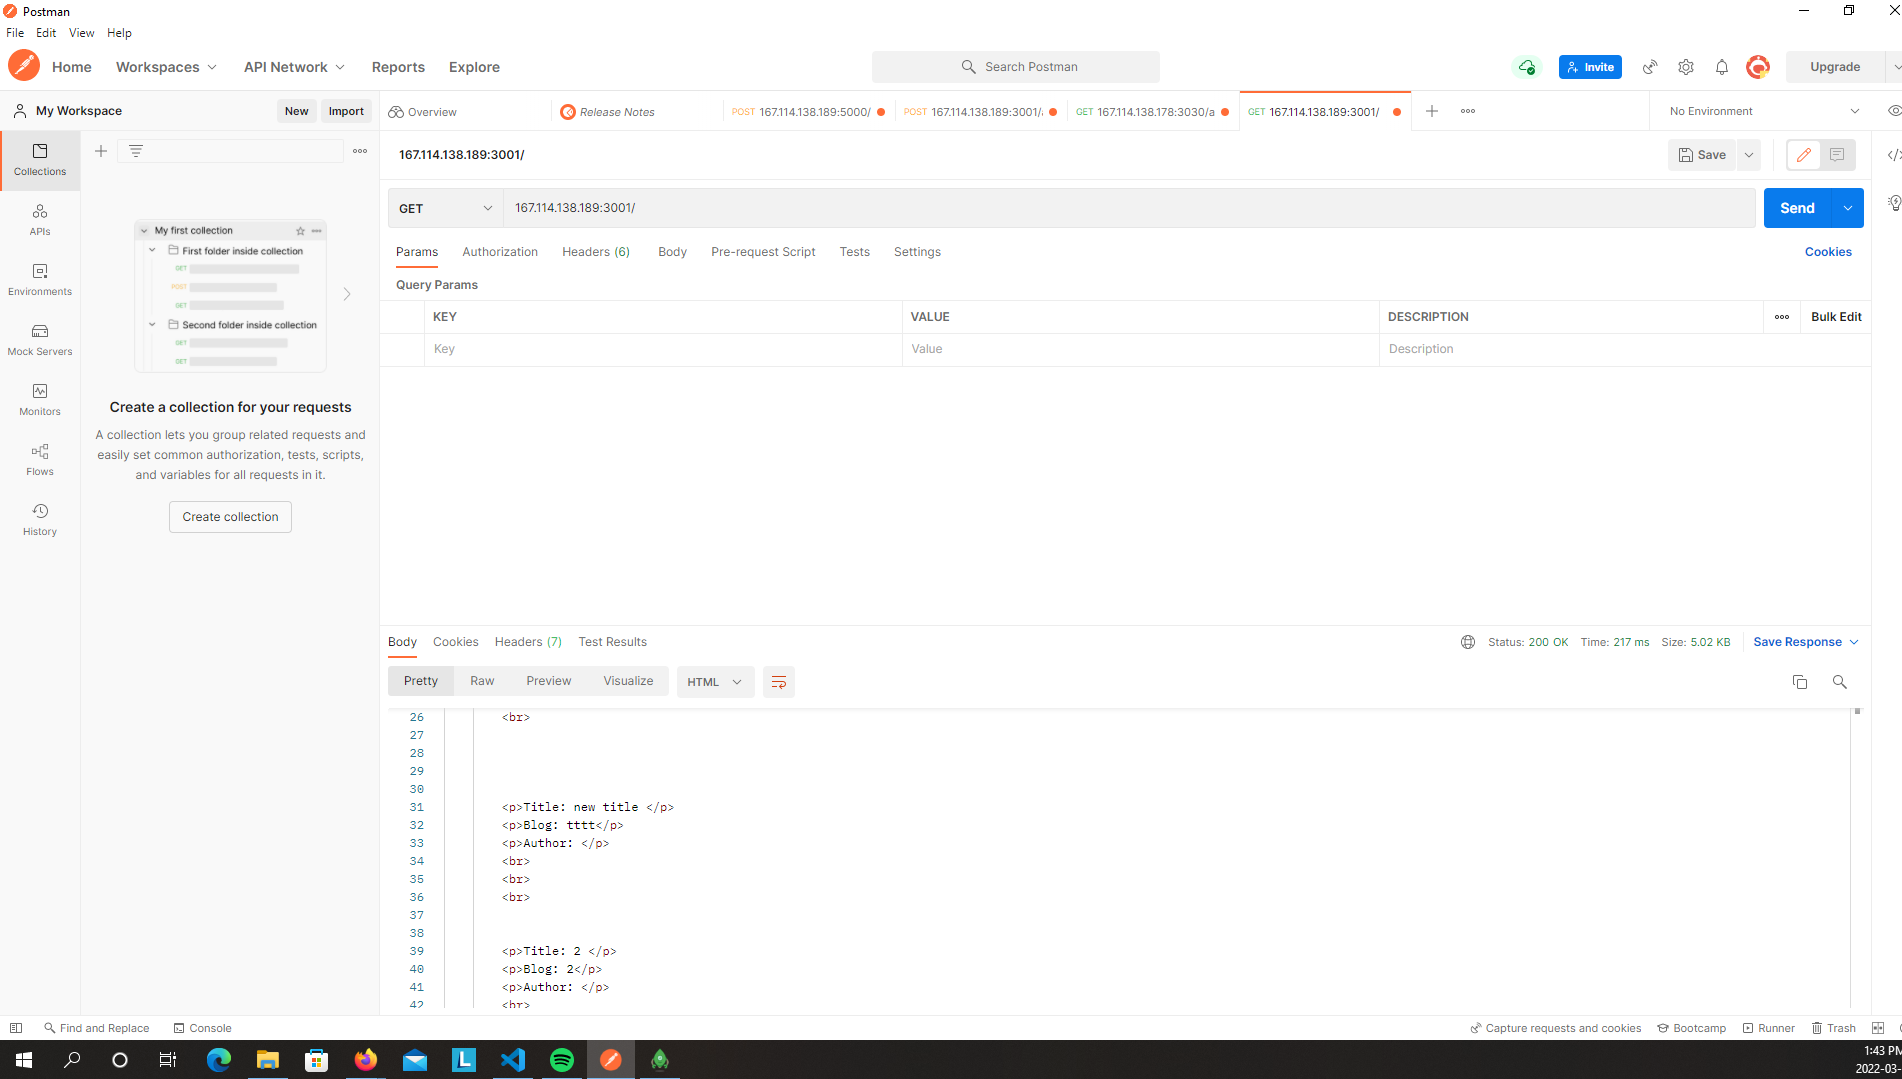 Postman
File Edit View Help
Home Workspaces API Network Reports Explore Search Postman Invite Upgrade
My Workspace New Import
Overview Release Notes POST 167.114.138.189:5000/ POST 167.114.138.189:3001/ GET 167.114.138.178:3030/a GET 167.114.138.189:3001/ No Environment
167.114.138.189:3001/ Save
GET 167.114.138.189:3001/ Send
Params Authorization Headers (6) Body Pre-request Script Tests Settings Cookies
Query Params
KEY VALUE DESCRIPTION Bulk Edit
Key Value Description
Collections
APIs
Environments
Mock Servers
Monitors
Flows
History
My first collection
First folder inside collection
GET
POST
GET
Second folder inside collection
GET
GET
Create a collection for your requests
A collection lets you group related requests and
easily set common authorization, tests, scripts,
and variables for all requests in it.
Create collection
Body Cookies Headers (7) Test Results Status: 200 OK Time: 217 ms Size: 5.02 KB Save Response
Pretty Raw Preview Visualize HTML
26 <br>
27
28
29
30
31 <p>Title: new title </p>
32 <p>Blog: tttt</p>
33 <p>Author: </p>
34 <br>
35 <br>
36 <br>
37
38
39 <p>Title: 2 </p>
40 <p>Blog: 2</p>
41 <p>Author: </p>
42 <br>
Find and Replace Console Capture requests and cookies Bootcamp Runner Trash
L
1:43 PM
2022-03-